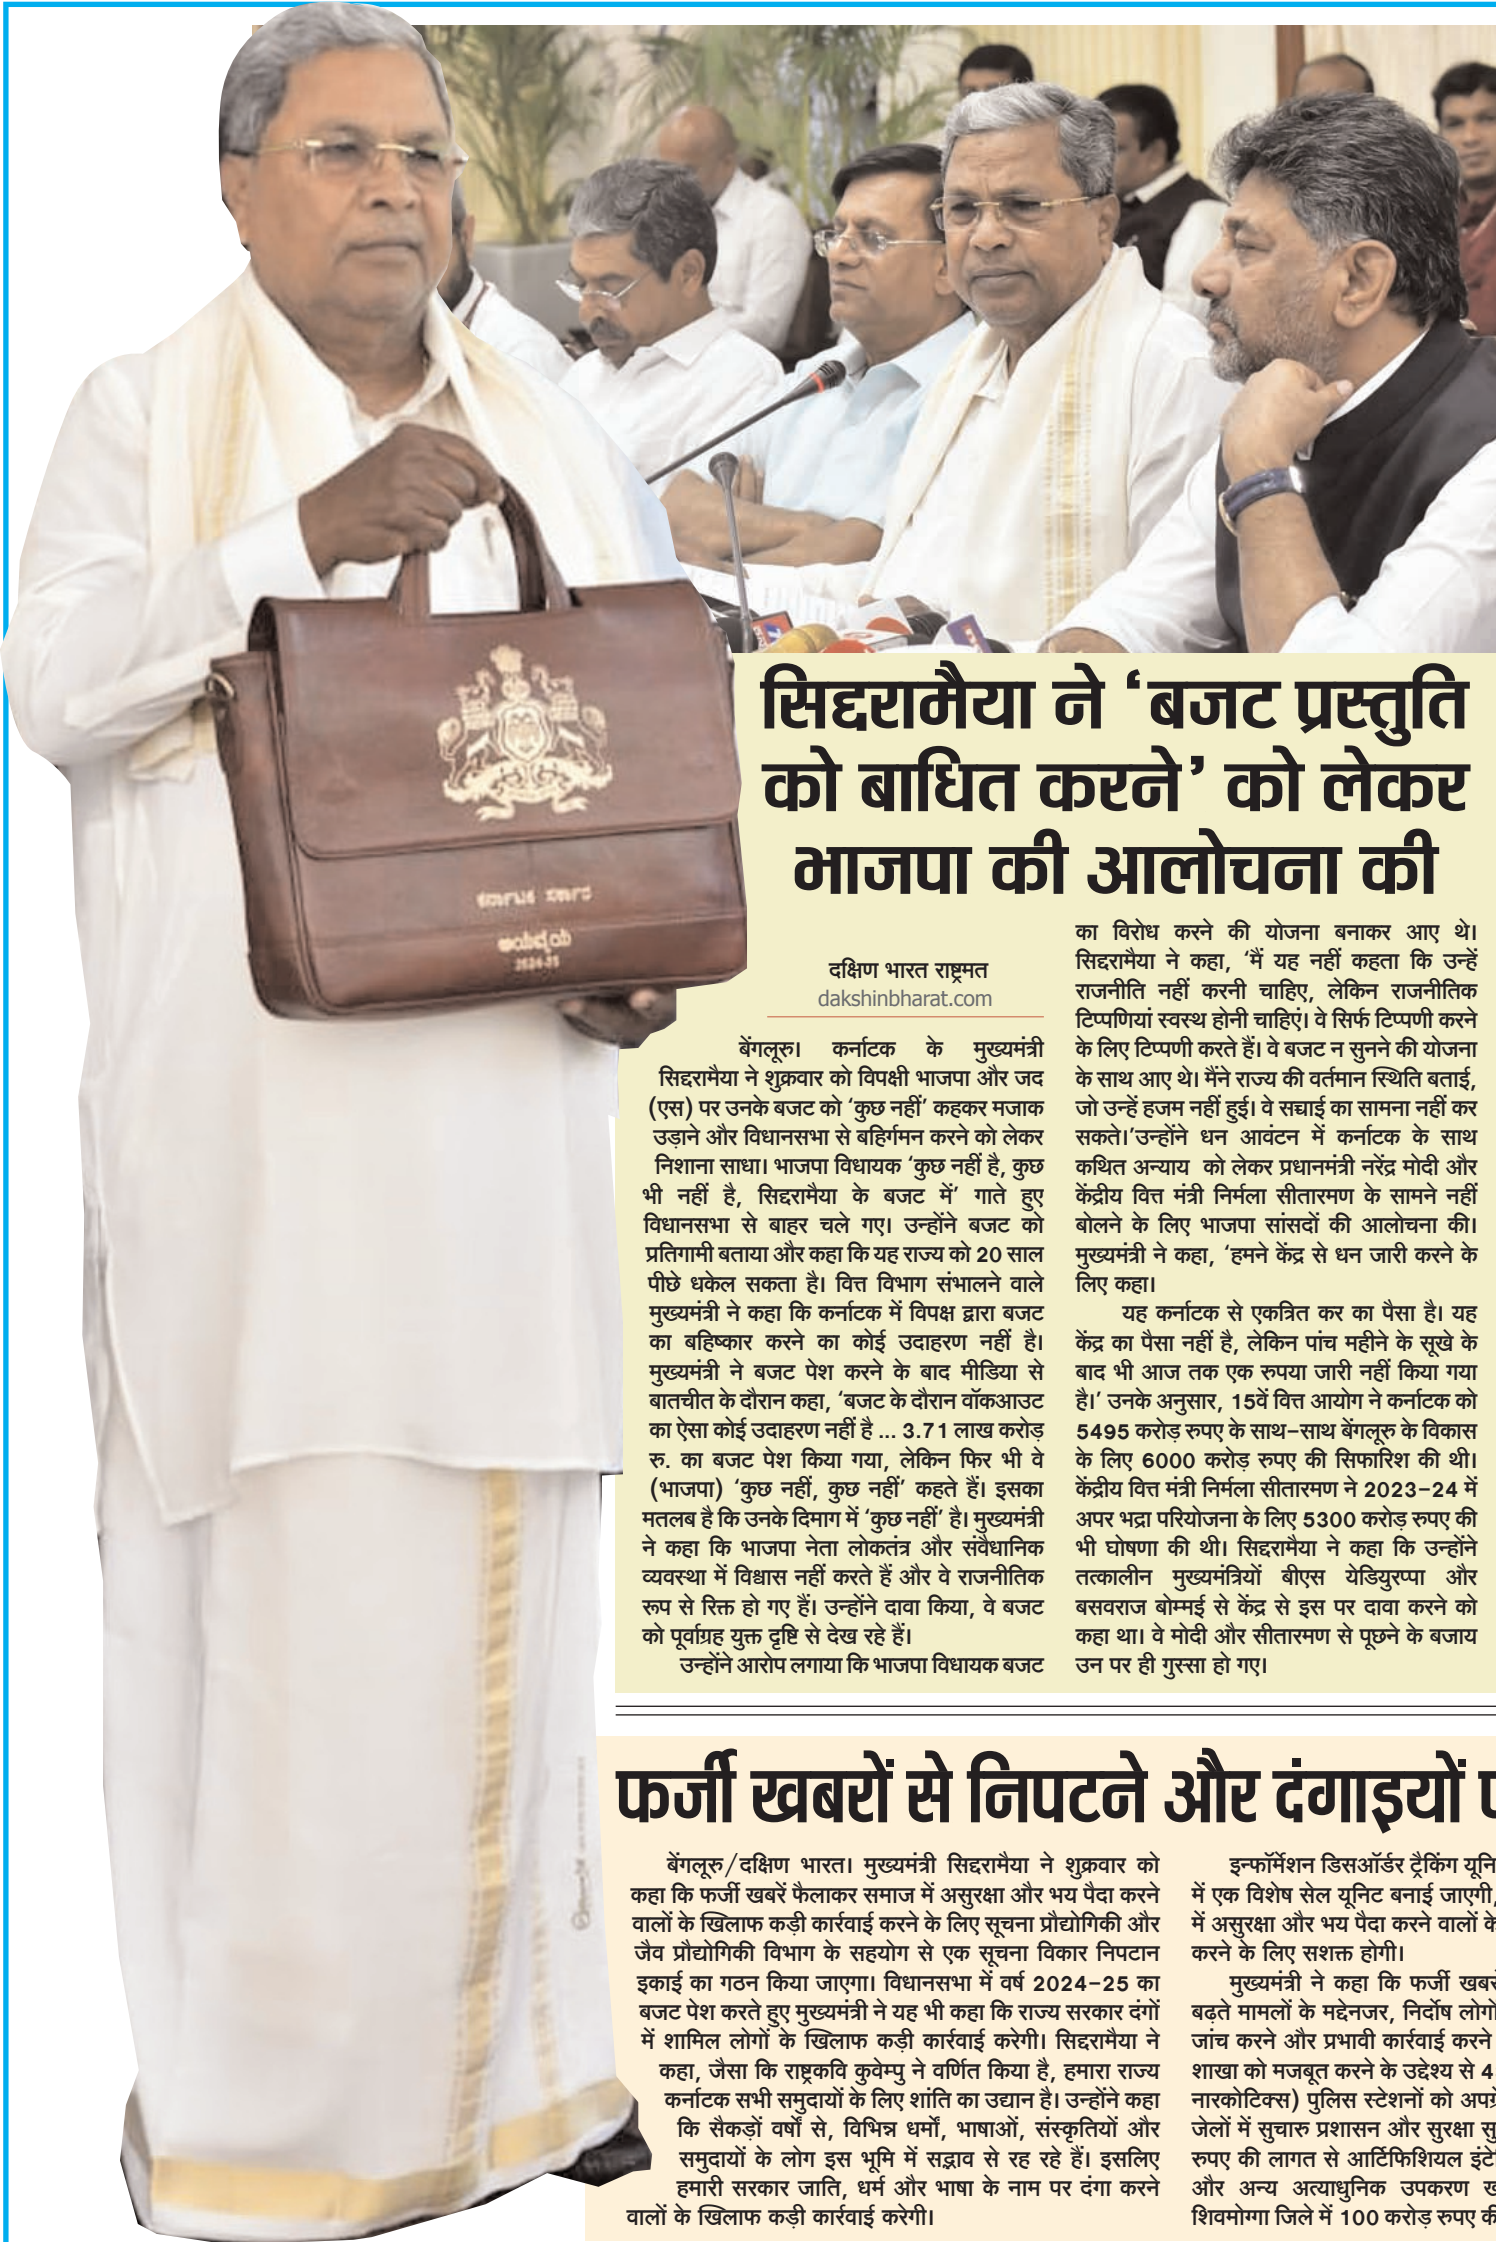 ಕರ್ನಾಟಕ ಸರ್ಕಾರ
ಆಯವ್ಯಯ
2024-25
सिद्दरामैया ने ‘बजट प्रस्तुति
को बाधित करने’ को लेकर
भाजपा की आलोचना की
दक्षिण भारत राष्ट्रमत
dakshinbharat.com
बेंगलूरु। कर्नाटक के मुख्यमंत्री
सिद्दरामैया ने शुक्रवार को विपक्षी भाजपा और जद
(एस) पर उनके बजट को ‘कुछ नहीं’ कहकर मजाक
उड़ाने और विधानसभा से बहिर्गमन करने को लेकर
निशाना साधा। भाजपा विधायक ‘कुछ नहीं है, कुछ
भी नहीं है, सिद्दरामैया के बजट में’ गाते हुए
विधानसभा से बाहर चले गए। उन्होंने बजट को
प्रतिगामी बताया और कहा कि यह राज्य को 20 साल
पीछे धकेल सकता है। वित्त विभाग संभालने वाले
मुख्यमंत्री ने कहा कि कर्नाटक में विपक्ष द्वारा बजट
का बहिष्कार करने का कोई उदाहरण नहीं है।
मुख्यमंत्री ने बजट पेश करने के बाद मीडिया से
बातचीत के दौरान कहा, ‘बजट के दौरान वॉकआउट
का ऐसा कोई उदाहरण नहीं है ... 3.71 लाख करोड़
रु. का बजट पेश किया गया, लेकिन फिर भी वे
(भाजपा) ‘कुछ नहीं, कुछ नहीं’ कहते हैं। इसका
मतलब है कि उनके दिमाग में ‘कुछ नहीं’ है। मुख्यमंत्री
ने कहा कि भाजपा नेता लोकतंत्र और संवैधानिक
व्यवस्था में विश्वास नहीं करते हैं और वे राजनीतिक
रूप से रिक्त हो गए हैं। उन्होंने दावा किया, वे बजट
को पूर्वाग्रह युक्त दृष्टि से देख रहे हैं।
उन्होंने आरोप लगाया कि भाजपा विधायक बजट
का विरोध करने की योजना बनाकर आए थे।
सिद्दरामैया ने कहा, ‘मैं यह नहीं कहता कि उन्हें
राजनीति नहीं करनी चाहिए, लेकिन राजनीतिक
टिप्पणियां स्वस्थ होनी चाहिएं। वे सिर्फ टिप्पणी करने
के लिए टिप्पणी करते हैं। वे बजट न सुनने की योजना
के साथ आए थे। मैंने राज्य की वर्तमान स्थिति बताई,
जो उन्हें हजम नहीं हुई। वे सच्चाई का सामना नहीं कर
सकते।’उन्होंने धन आवंटन में कर्नाटक के साथ
कथित अन्याय को लेकर प्रधानमंत्री नरेंद्र मोदी और
केंद्रीय वित्त मंत्री निर्मला सीतारमण के सामने नहीं
बोलने के लिए भाजपा सांसदों की आलोचना की।
मुख्यमंत्री ने कहा, ‘हमने केंद्र से धन जारी करने के
लिए कहा।
यह कर्नाटक से एकत्रित कर का पैसा है। यह
केंद्र का पैसा नहीं है, लेकिन पांच महीने के सूखे के
बाद भी आज तक एक रुपया जारी नहीं किया गया
है।’ उनके अनुसार, 15वें वित्त आयोग ने कर्नाटक को
5495 करोड़ रुपए के साथ-साथ बेंगलूरु के विकास
के लिए 6000 करोड़ रुपए की सिफारिश की थी।
केंद्रीय वित्त मंत्री निर्मला सीतारमण ने 2023-24 में
अपर भद्रा परियोजना के लिए 5300 करोड़ रुपए की
भी घोषणा की थी। सिद्दरामैया ने कहा कि उन्होंने
तत्कालीन मुख्यमंत्रियों बीएस येडियुरप्पा और
बसवराज बोम्मई से केंद्र से इस पर दावा करने को
कहा था। वे मोदी और सीतारमण से पूछने के बजाय
उन पर ही गुस्सा हो गए।
फर्जी खबरों से निपटने और दंगाइयों प
बेंगलूरु/दक्षिण भारत। मुख्यमंत्री सिद्दरामैया ने शुक्रवार को
कहा कि फर्जी खबरें फैलाकर समाज में असुरक्षा और भय पैदा करने
वालों के खिलाफ कड़ी कार्रवाई करने के लिए सूचना प्रौद्योगिकी और
जैव प्रौद्योगिकी विभाग के सहयोग से एक सूचना विकार निपटान
इकाई का गठन किया जाएगा। विधानसभा में वर्ष 2024-25 का
बजट पेश करते हुए मुख्यमंत्री ने यह भी कहा कि राज्य सरकार दंगों
में शामिल लोगों के खिलाफ कड़ी कार्रवाई करेगी। सिद्दरामैया ने
कहा, जैसा कि राष्ट्रकवि कुवेम्पु ने वर्णित किया है, हमारा राज्य
कर्नाटक सभी समुदायों के लिए शांति का उद्यान है। उन्होंने कहा
कि सैकड़ों वर्षों से, विभिन्न धर्मों, भाषाओं, संस्कृतियों और
समुदायों के लोग इस भूमि में सद्भाव से रह रहे हैं। इसलिए
हमारी सरकार जाति, धर्म और भाषा के नाम पर दंगा करने
वालों के खिलाफ कड़ी कार्रवाई करेगी।
इन्फॉर्मेशन डिसऑर्डर ट्रैकिंग यूनि
में एक विशेष सेल यूनिट बनाई जाएगी,
में असुरक्षा और भय पैदा करने वालों के
करने के लिए सशक्त होगी।
मुख्यमंत्री ने कहा कि फर्जी खबरे
बढ़ते मामलों के मद्देनजर, निर्दोष लोगों
जांच करने और प्रभावी कार्रवाई करने
शाखा को मजबूत करने के उद्देश्य से 4
नारकोटिक्स) पुलिस स्टेशनों को अपग्रे
जेलों में सुचारु प्रशासन और सुरक्षा सु
रुपए की लागत से आर्टिफिशियल इंटे
और अन्य अत्याधुनिक उपकरण ख
शिवमोग्गा जिले में 100 करोड़ रुपए की